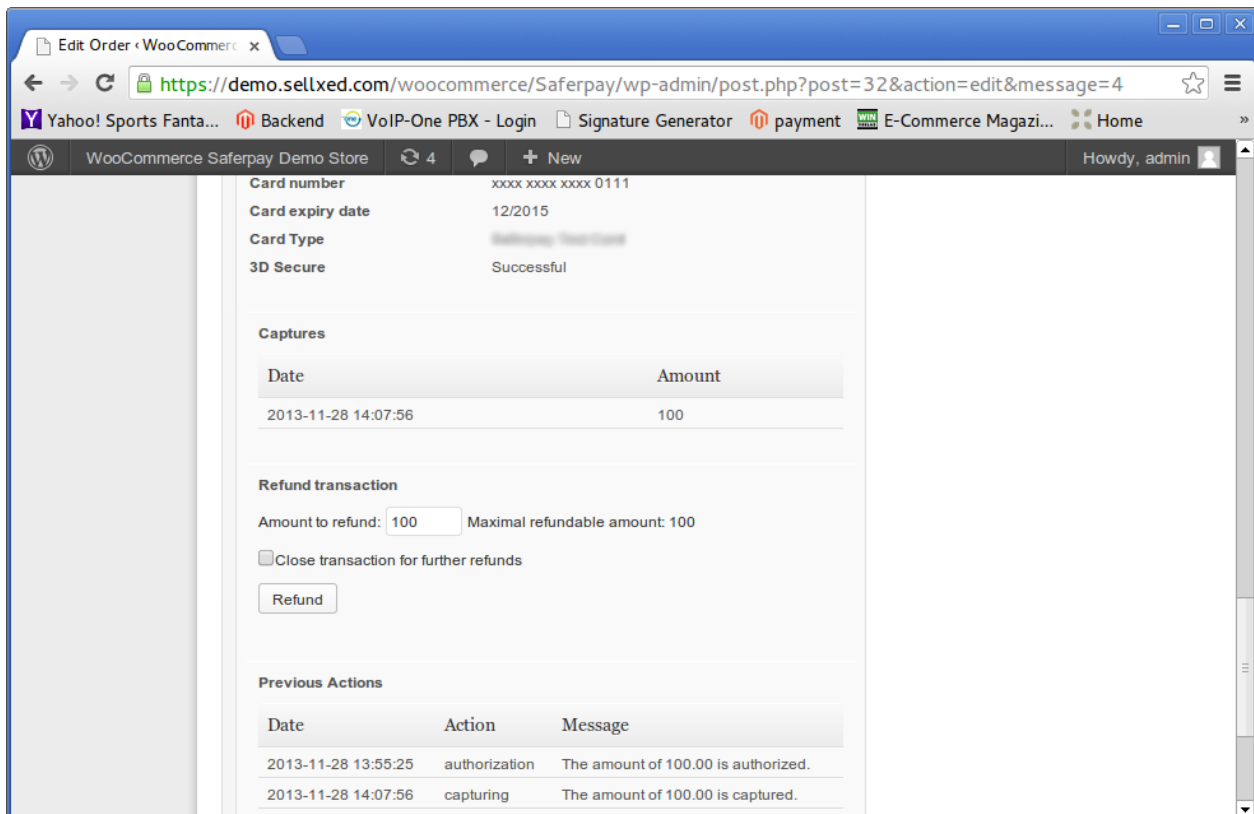 Edit Order ‹ WooCommerc
https://demo.sellxed.com/woocommerce/Saferpay/wp-admin/post.php?post=32&action=edit&message=4
Yahoo! Sports Fanta... Backend VoIP-One PBX - Login Signature Generator payment E-Commerce Magazi... Home »
WooCommerce Saferpay Demo Store 4 + New Howdy, admin
Card number xxxx xxxx xxxx 0111
Card expiry date 12/2015
Card Type
3D Secure Successful
Captures
Date Amount
2013-11-28 14:07:56 100
Refund transaction
Amount to refund: 100 Maximal refundable amount: 100
Close transaction for further refunds
Refund
Previous Actions
Date Action Message
2013-11-28 13:55:25 authorization The amount of 100.00 is authorized.
2013-11-28 14:07:56 capturing The amount of 100.00 is captured.